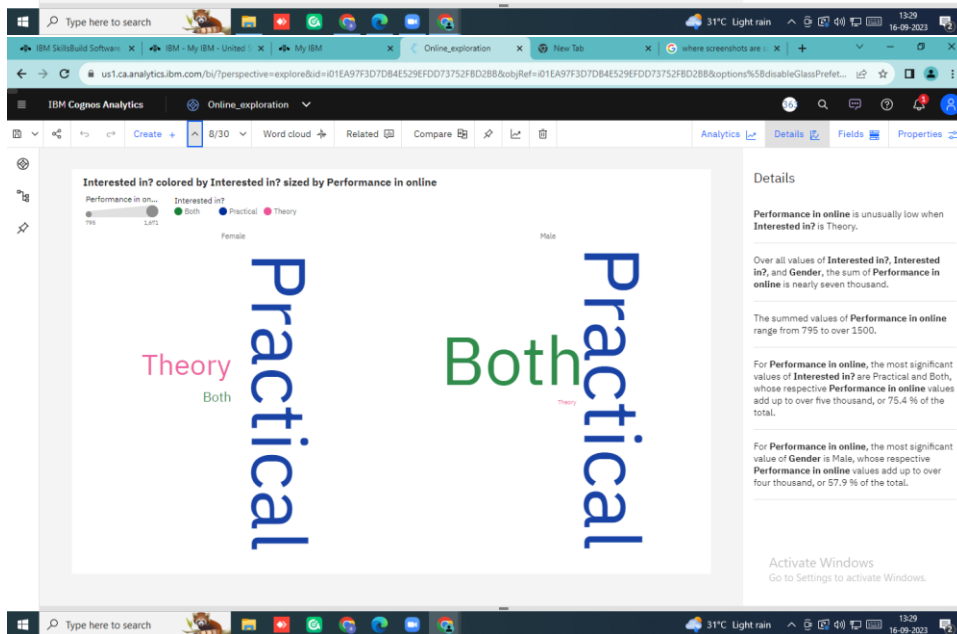 Type here to search
31°C Light rain
13:29
16-09-2023
2
IBM SkillsBuild Software
IBM - My IBM - United S
My IBM
Online_exploration
New Tab
where screenshots are s
us1.ca.analytics.ibm.com/bi/?perspective=explore&id=i01EA97F3D7DB4E529EFDD73752FBD2BB&objRef=i01EA97F3D7DB4E529EFDD73752FBD2BB&options%5BdisableGlassPrefet...
IBM Cognos Analytics
Online_exploration
Create +
8/30
Word cloud
Related
Compare
Analytics
Details
Fields
Properties
Interested in? colored by Interested in? sized by Performance in online
Performance in on...
795
1,671
Interested in?
Both
Practical
Theory
Female
Male
Practical
Theory
Both
Practical
Both
Theory
Details
Performance in online is unusually low when
Interested in? is Theory.
Over all values of Interested in?, Interested
in?, and Gender, the sum of Performance in
online is nearly seven thousand.
The summed values of Performance in online
range from 795 to over 1500.
For Performance in online, the most significant
values of Interested in? are Practical and Both,
whose respective Performance in online values
add up to over five thousand, or 75.4 % of the
total.
For Performance in online, the most significant
value of Gender is Male, whose respective
Performance in online values add up to over
four thousand, or 57.9 % of the total.
Activate Windows
Go to Settings to activate Windows.
Type here to search
31°C Light rain
13:29
16-09-2023
2